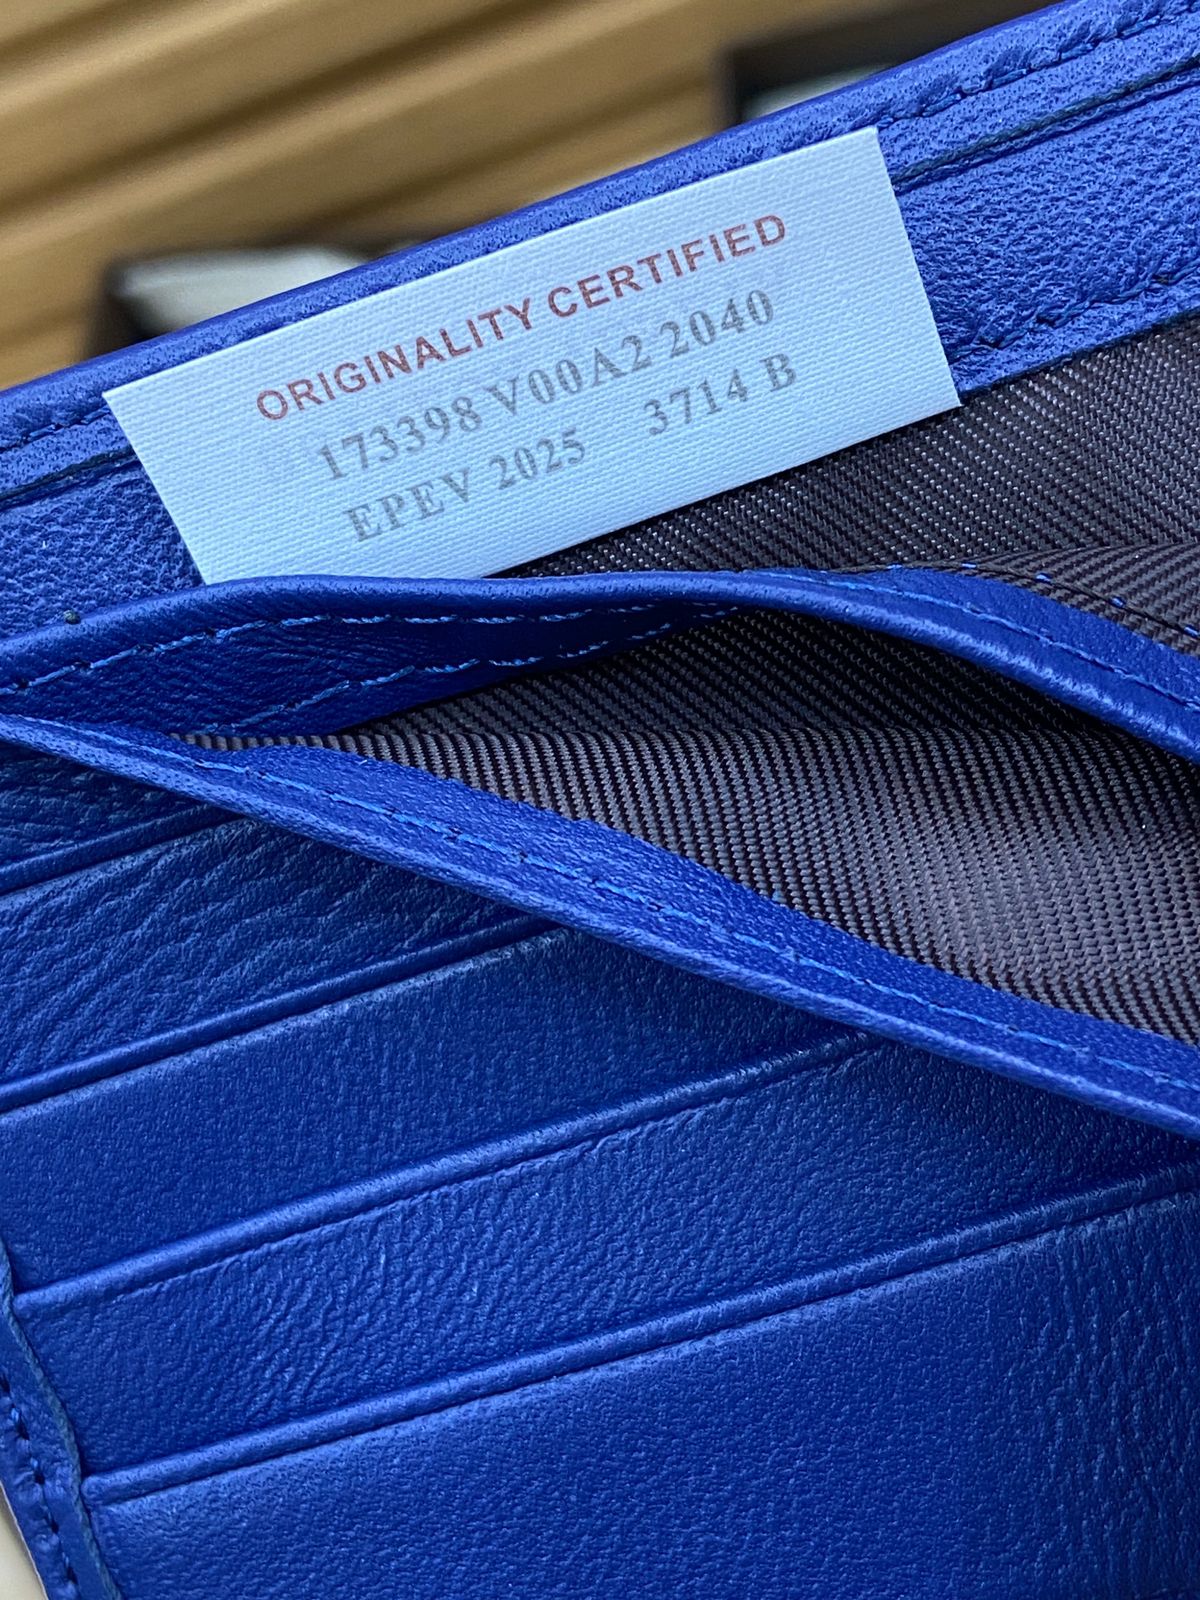 ORIGINALITY CERTIFIED
173398 V00A2 2040
EPEV 2025 3714 B